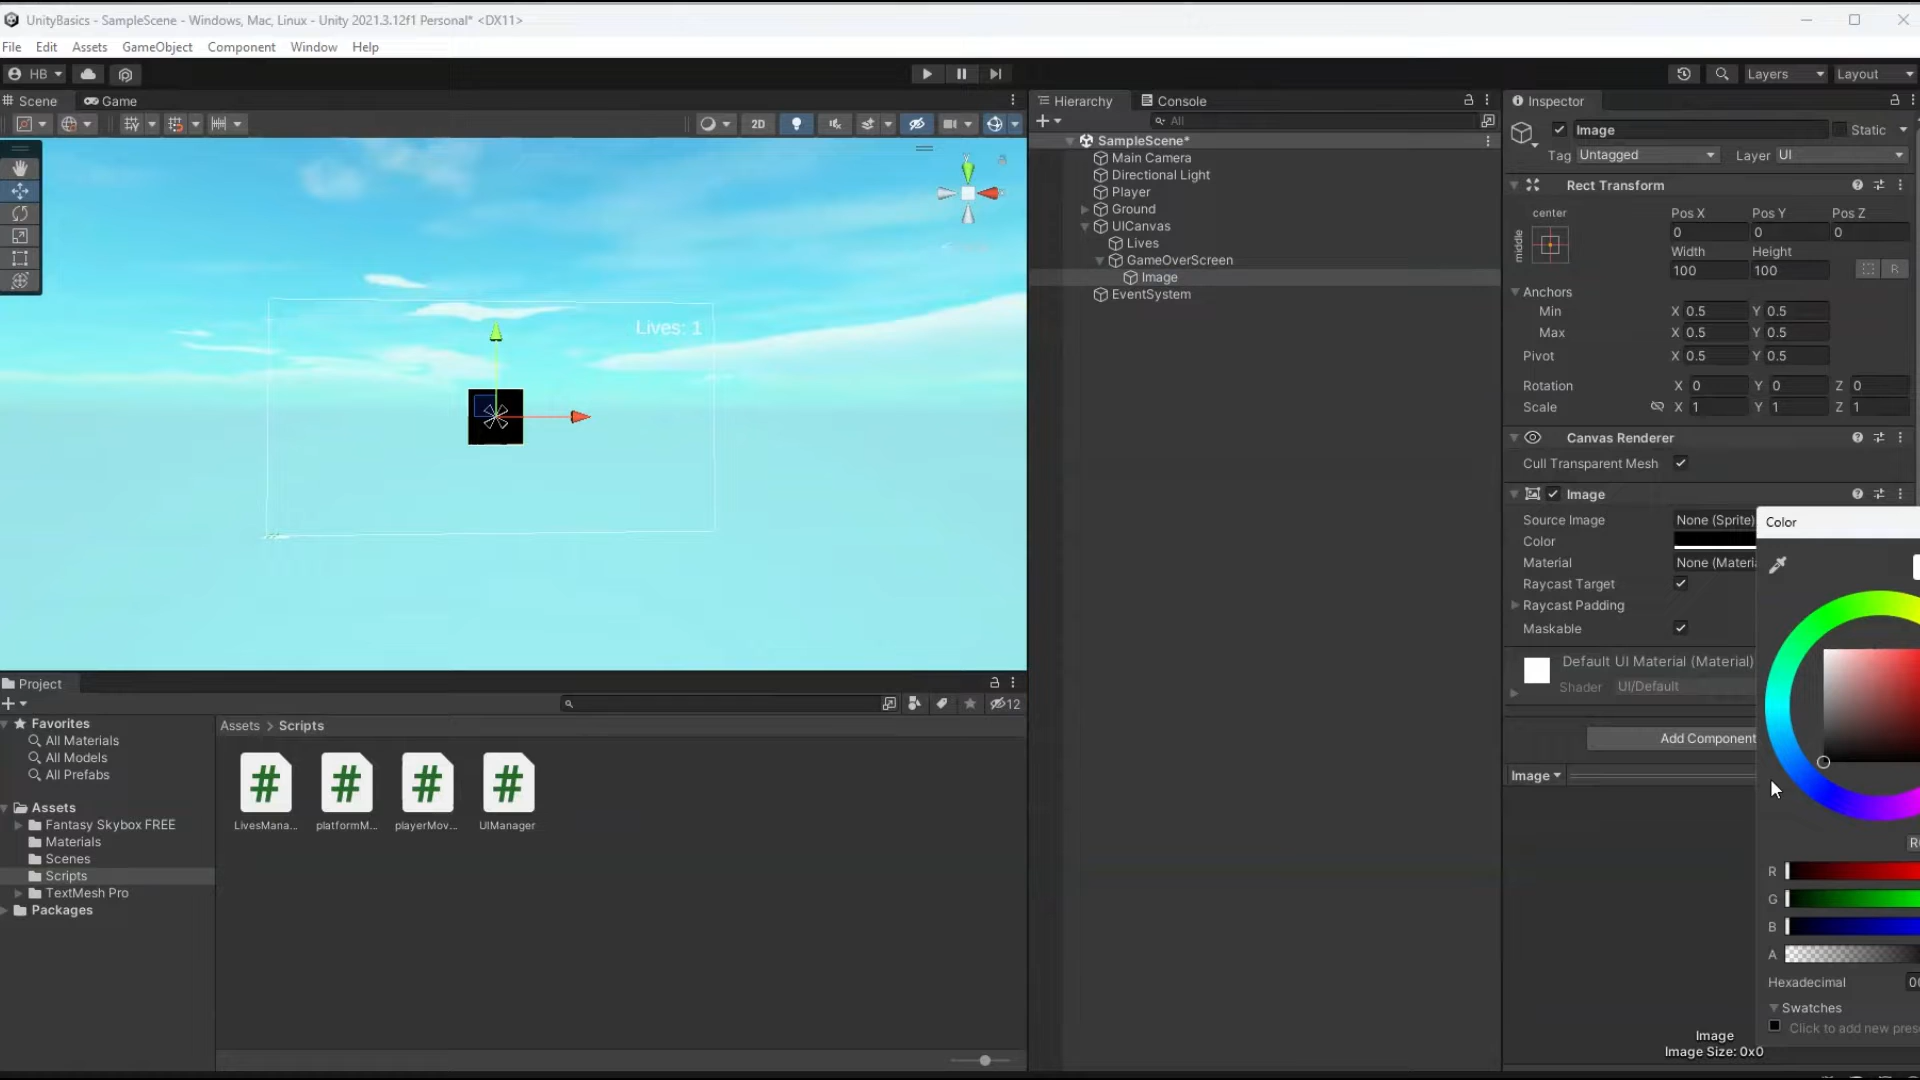 UnityBasics - SampleScene - Windows, Mac, Linux - Unity 2021.3.12f1 Personal* <DX11>
File Edit Assets GameObject Component Window Help
HB
Layers
Layout
Scene
Game
2D
Lives: 1
Hierarchy
Console
All
SampleScene*
Main Camera
Directional Light
Player
Ground
UICanvas
Lives
GameOverScreen
Image
EventSystem
Inspector
Image
Static
Tag Untagged Layer UI
Rect Transform
center
middle
Pos X Pos Y Pos Z
0 0 0
Width Height
100 100 R
Anchors
Min X 0.5 Y 0.5
Max X 0.5 Y 0.5
Pivot X 0.5 Y 0.5
Rotation X 0 Y 0 Z 0
Scale X 1 Y 1 Z 1
Canvas Renderer
Cull Transparent Mesh
Image
Source Image None (Sprite)
Color
Material None (Materia
Raycast Target
Raycast Padding
Maskable
Default UI Material (Material)
Shader UI/Default
Add Component
Image
Color
R
G
B
A
Hexadecimal
Swatches
Click to add new pres
Image
Image Size: 0x0
Project
12
Favorites
All Materials
All Models
All Prefabs
Assets
Fantasy Skybox FREE
Materials
Scenes
Scripts
TextMesh Pro
Packages
Assets > Scripts
LivesMana...
platformM...
playerMov...
UIManager